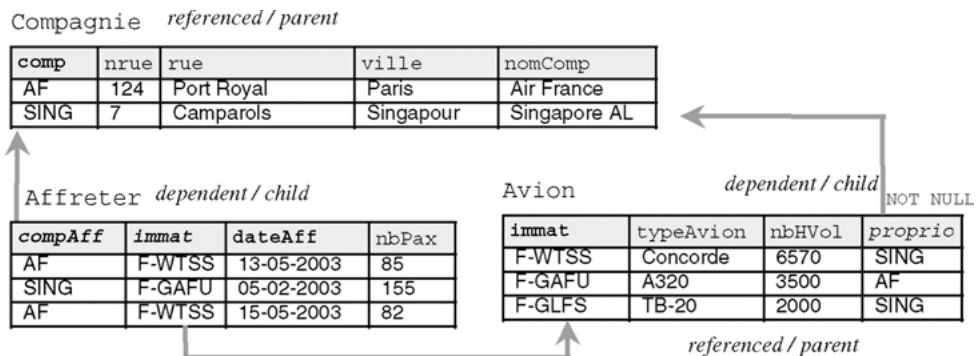 Compagnie referenced / parent
comp nrue rue ville nomComp
AF 124 Port Royal Paris Air France
SING 7 Camparols Singapour Singapore AL
Affreter dependent / child
compAff immat dateAff nbPax
AF F-WTSS 13-05-2003 85
SING F-GAFU 05-02-2003 155
AF F-WTSS 15-05-2003 82
Avion dependent / child
NOT NULL
immat typeAvion nbHVol proprio
F-WTSS Concorde 6570 SING
F-GAFU A320 3500 AF
F-GLFS TB-20 2000 SING
referenced / parent